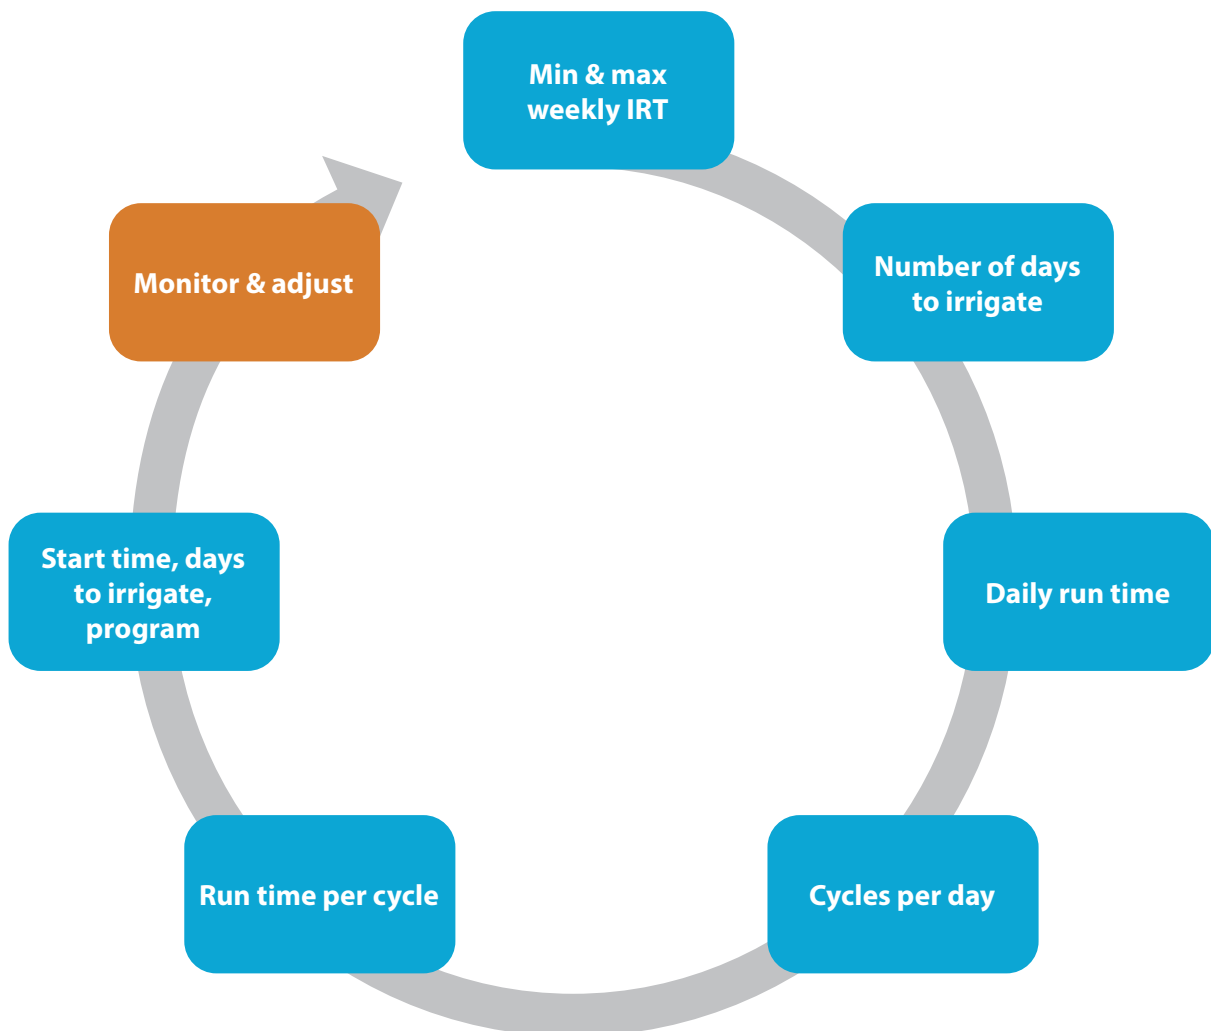 Min & max
weekly IRT
Number of days
to irrigate
Daily run time
Cycles per day
Run time per cycle
Start time, days
to irrigate,
program
Monitor & adjust